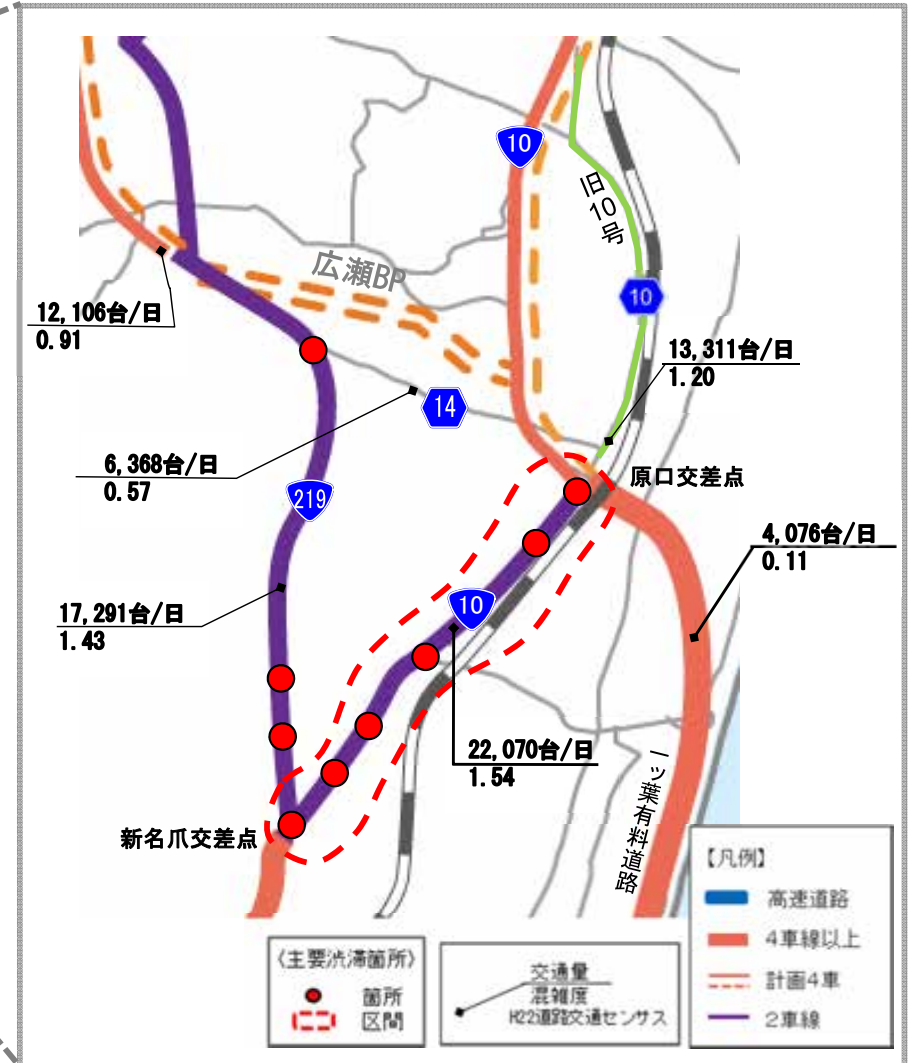 10
旧10号
広瀬BP
10
12,106台/日
0.91
13,311台/日
1.20
14
6,368台/日
0.57
原口交差点
219
4,076台/日
0.11
10
17,291台/日
1.43
22,070台/日
1.54
一ッ葉有料道路
新名爪交差点
【凡例】
高速道路
4車線以上
計画4車
2車線
〈主要渋滞箇所〉
箇所
区間
交通量
混雑度
H22道路交通センサス